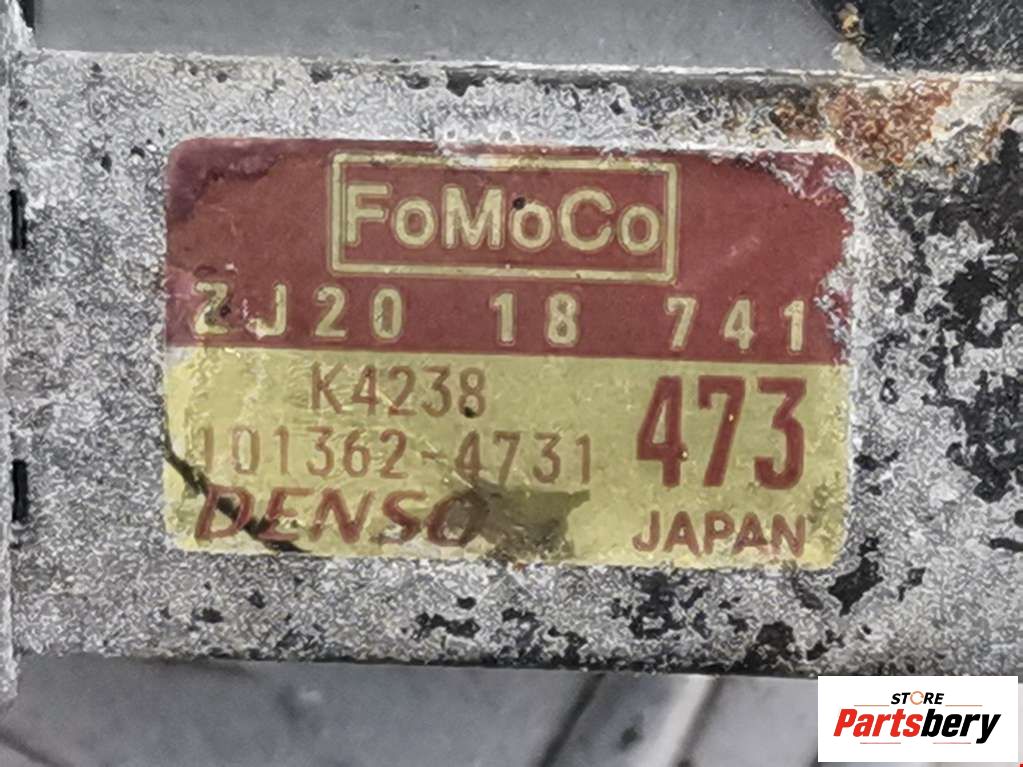 FoMoCo
ZJ20 18 741
K4238
473
101362-4731
DENSO
JAPAN
STORE
Partsbery